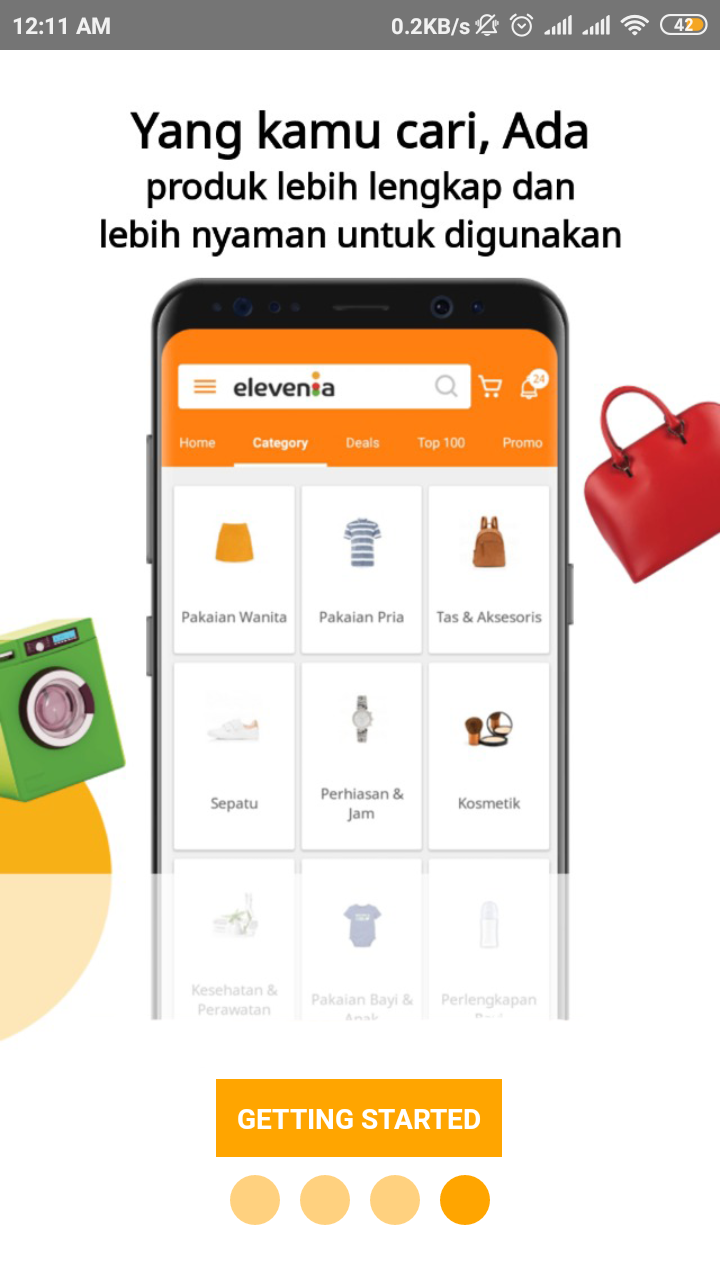 12:11 AM 0.2KB/s 42
Yang kamu cari, Ada
produk lebih lengkap dan
lebih nyaman untuk digunakan
elevenia 24
Home Category Deals Top 100 Promo
Pakaian Wanita Pakaian Pria Tas & Aksesoris
Sepatu Perhiasan & Kosmetik
Jam
Kesehatan & Pakaian Bayi & Perlengkapan
Perawatan Anak Bayi
GETTING STARTED